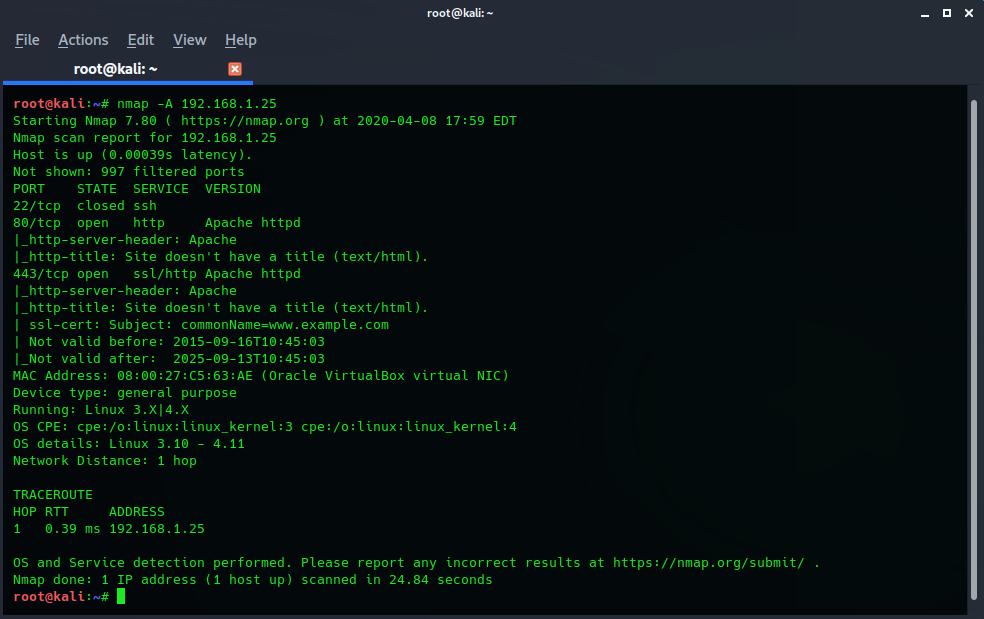 root@kali: ~
File Actions Edit View Help
root@kali: ~
root@kali:~# nmap -A 192.168.1.25
Starting Nmap 7.80 ( https://nmap.org ) at 2020-04-08 17:59 EDT
Nmap scan report for 192.168.1.25
Host is up (0.00039s latency).
Not shown: 997 filtered ports
PORT    STATE  SERVICE  VERSION
22/tcp  closed ssh
80/tcp  open   http     Apache httpd
|_http-server-header: Apache
|_http-title: Site doesn't have a title (text/html).
443/tcp open   ssl/http Apache httpd
|_http-server-header: Apache
|_http-title: Site doesn't have a title (text/html).
| ssl-cert: Subject: commonName=www.example.com
| Not valid before: 2015-09-16T10:45:03
|_Not valid after:  2025-09-13T10:45:03
MAC Address: 08:00:27:C5:63:AE (Oracle VirtualBox virtual NIC)
Device type: general purpose
Running: Linux 3.X|4.X
OS CPE: cpe:/o:linux:linux_kernel:3 cpe:/o:linux:linux_kernel:4
OS details: Linux 3.10 - 4.11
Network Distance: 1 hop
TRACEROUTE
HOP RTT     ADDRESS
1   0.39 ms 192.168.1.25
OS and Service detection performed. Please report any incorrect results at https://nmap.org/submit/ .
Nmap done: 1 IP address (1 host up) scanned in 24.84 seconds
root@kali:~#